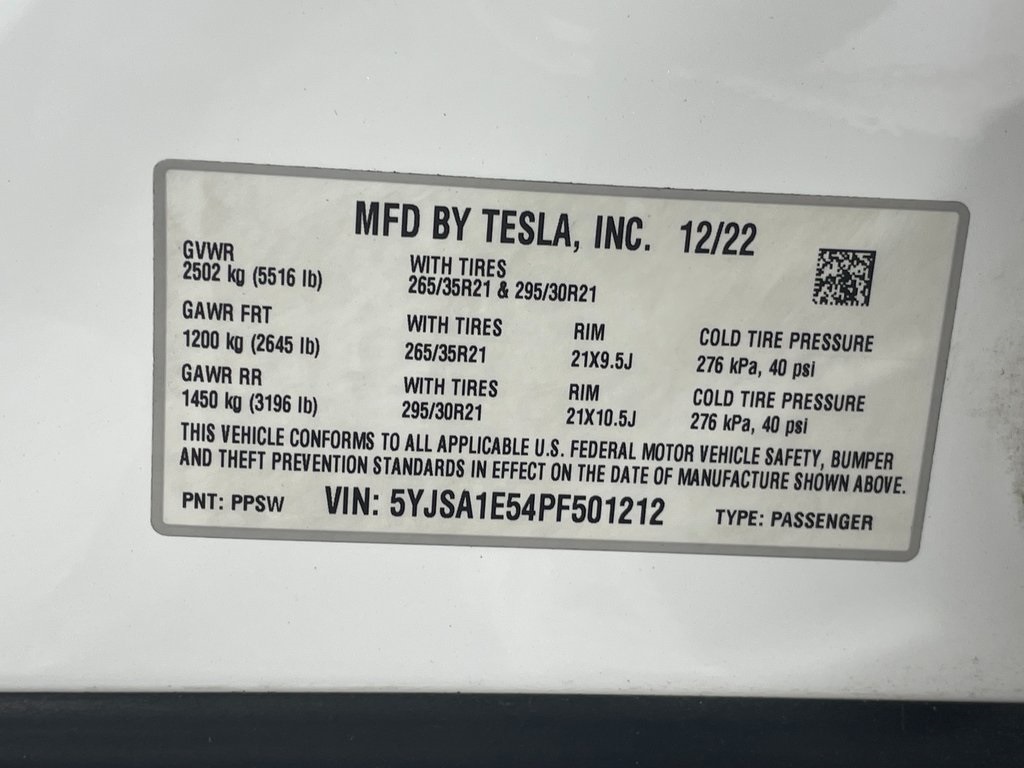 MFD BY TESLA, INC. 12/22
GVWR
2502 kg (5516 lb)
WITH TIRES
265/35R21 & 295/30R21
GAWR FRT
1200 kg (2645 lb)
WITH TIRES
265/35R21
RIM
21X9.5J
COLD TIRE PRESSURE
276 kPa, 40 psi
GAWR RR
1450 kg (3196 lb)
WITH TIRES
295/30R21
RIM
21X10.5J
COLD TIRE PRESSURE
276 kPa, 40 psi
THIS VEHICLE CONFORMS TO ALL APPLICABLE U.S. FEDERAL MOTOR VEHICLE SAFETY, BUMPER
AND THEFT PREVENTION STANDARDS IN EFFECT ON THE DATE OF MANUFACTURE SHOWN ABOVE.
PNT: PPSW VIN: 5YJSA1E54PF501212 TYPE: PASSENGER